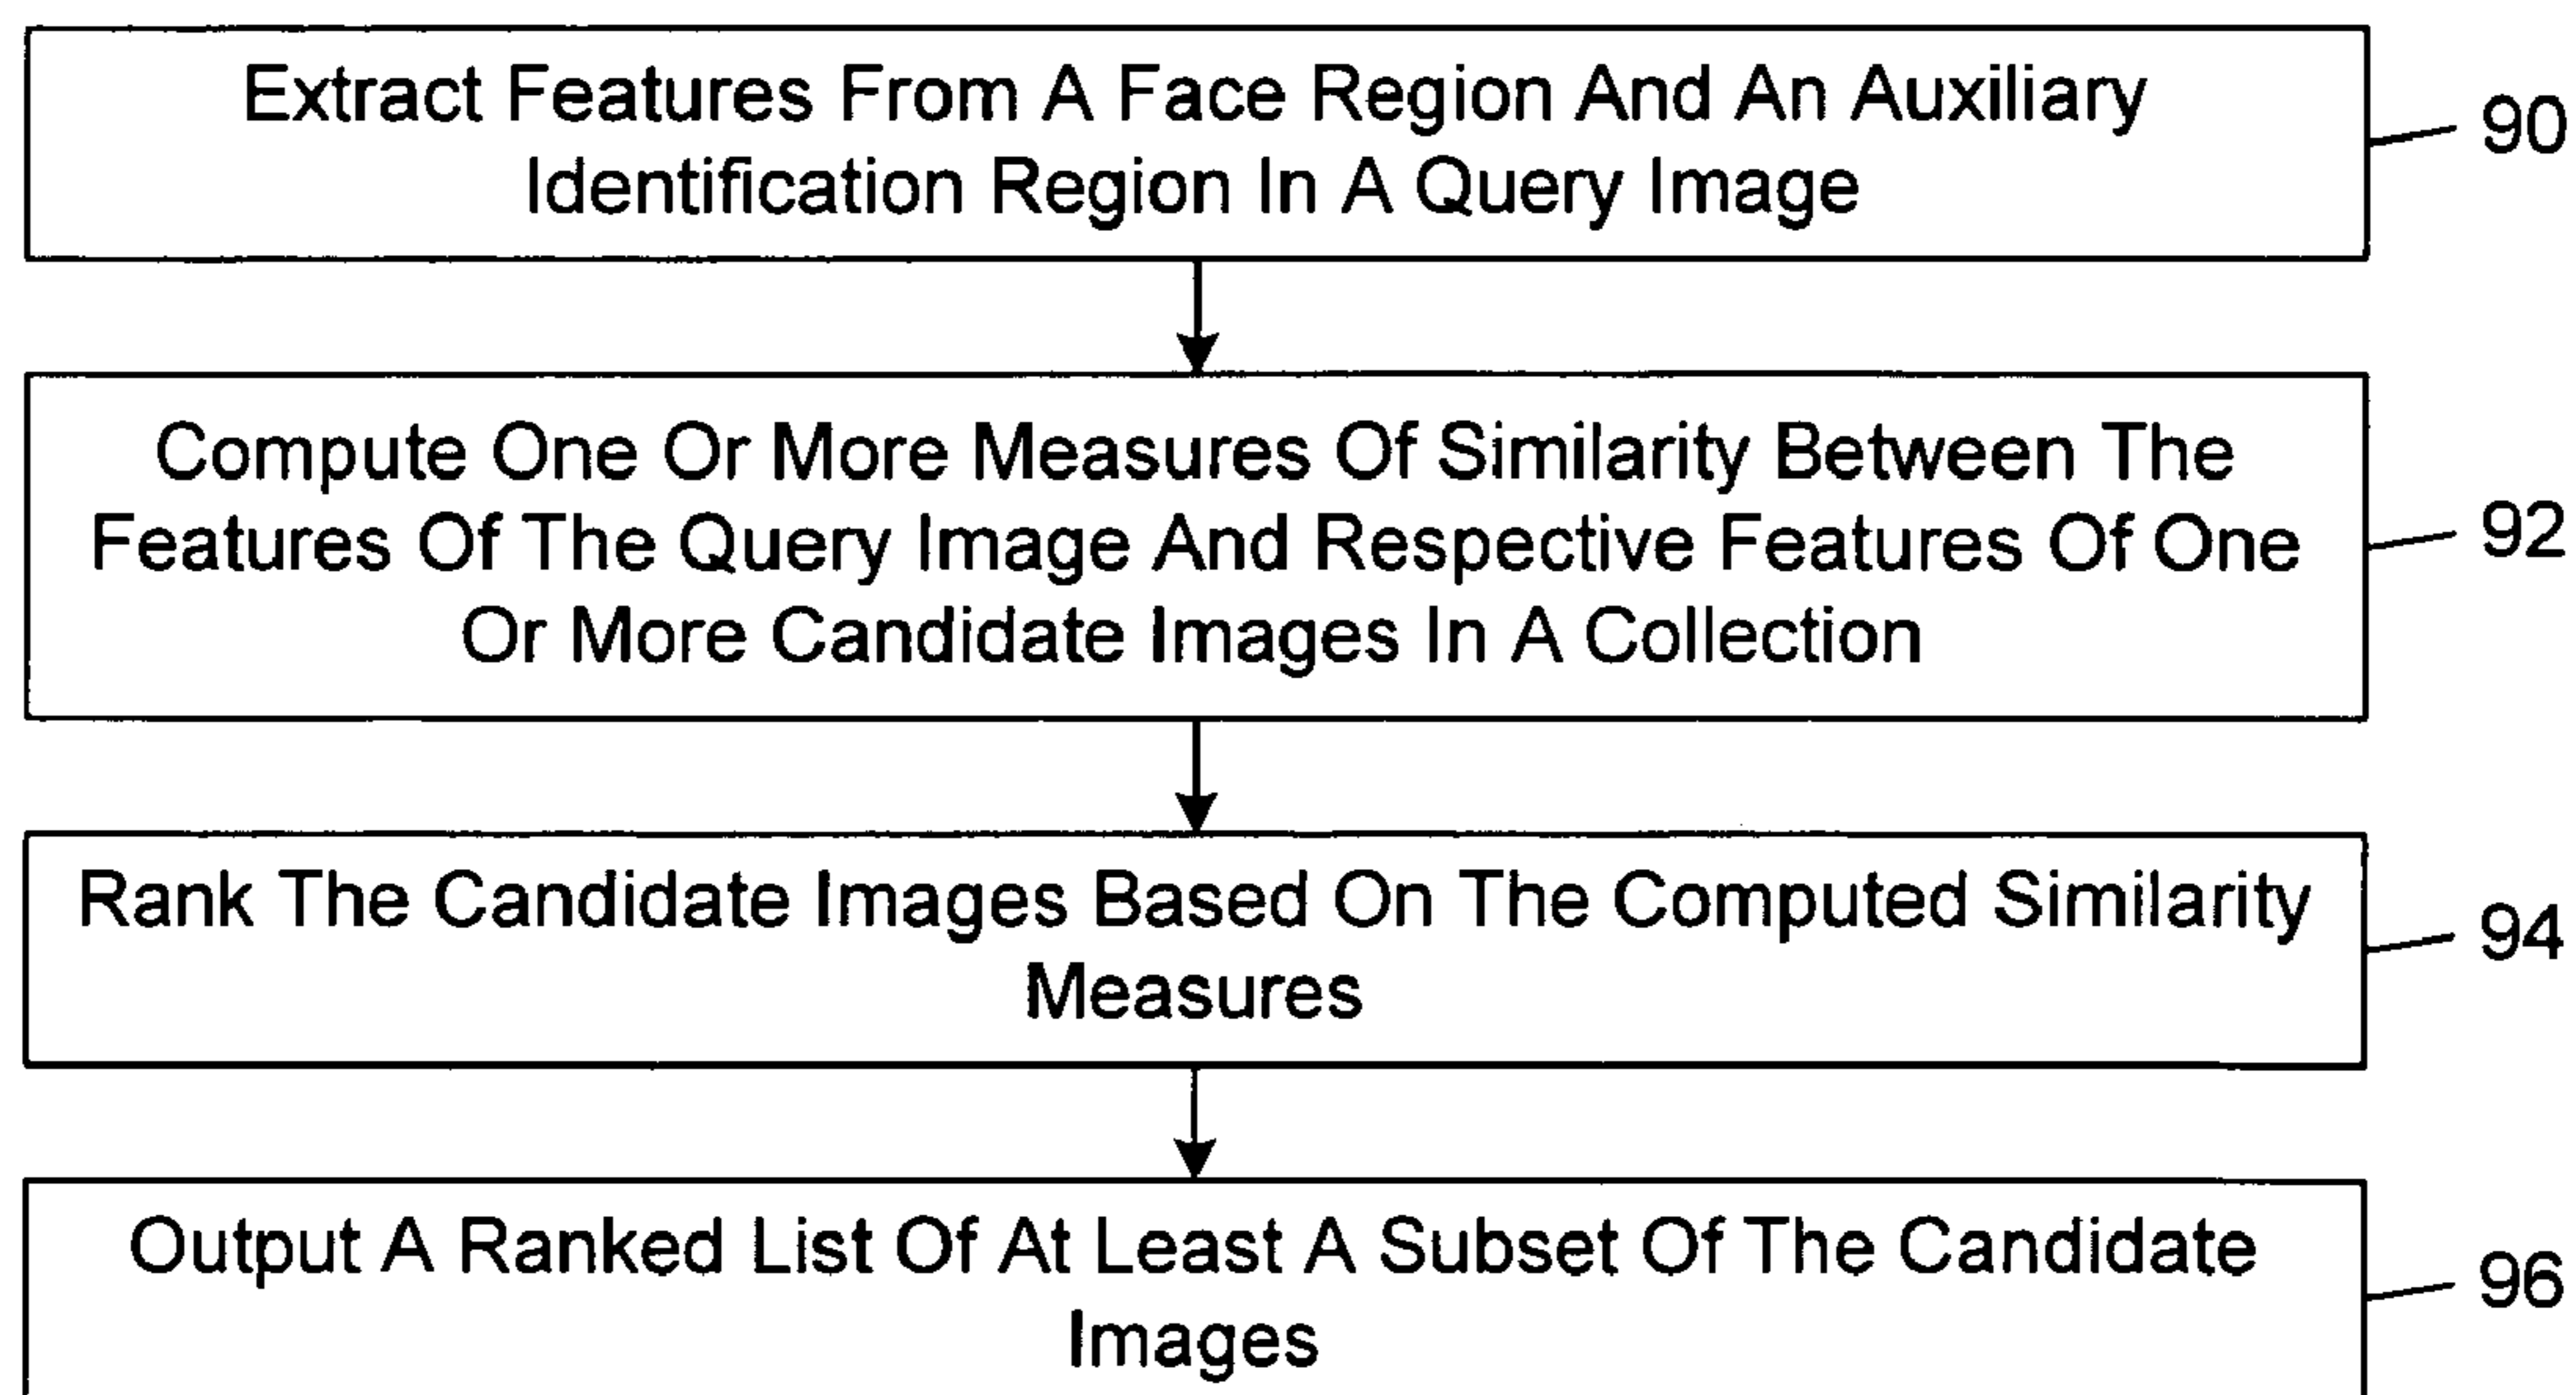 Extract Features From A Face Region And An Auxiliary
Identification Region In A Query Image
90
Compute One Or More Measures Of Similarity Between The
Features Of The Query Image And Respective Features Of One
Or More Candidate Images In A Collection
92
Rank The Candidate Images Based On The Computed Similarity
Measures
94
Output A Ranked List Of At Least A Subset Of The Candidate
Images
96